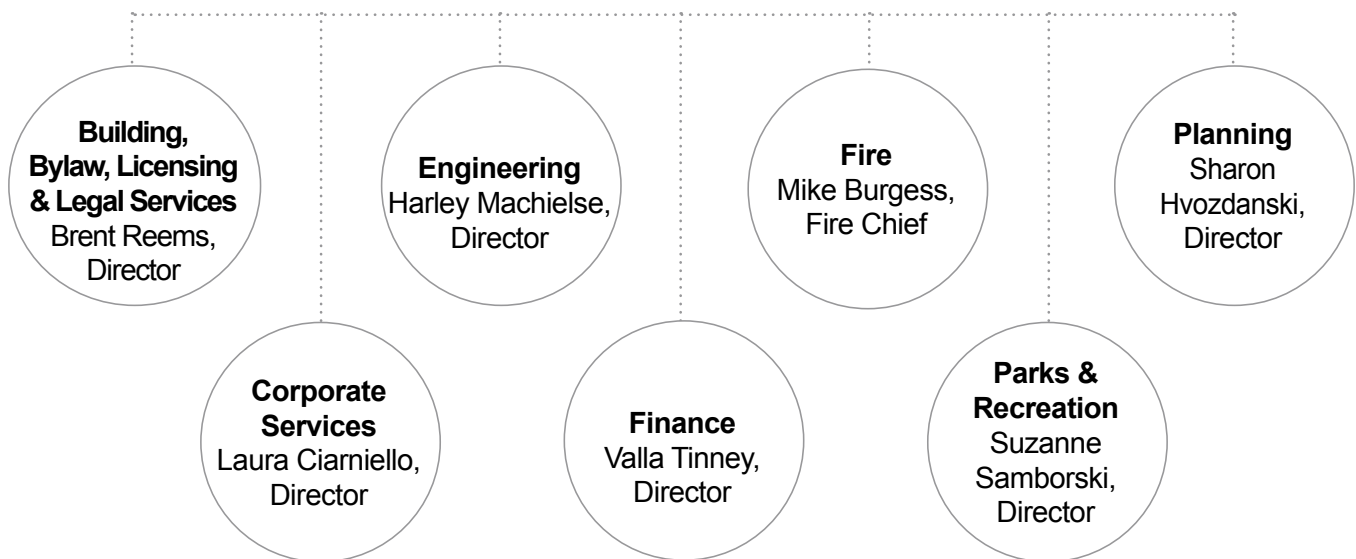 Building,
Bylaw, Licensing
& Legal Services
Brent Reems,
Director
Engineering
Harley Machielse,
Director
Fire
Mike Burgess,
Fire Chief
Planning
Sharon
Hvozdanski,
Director
Corporate
Services
Laura Ciarniello,
Director
Finance
Valla Tinney,
Director
Parks &
Recreation
Suzanne
Samborski,
Director